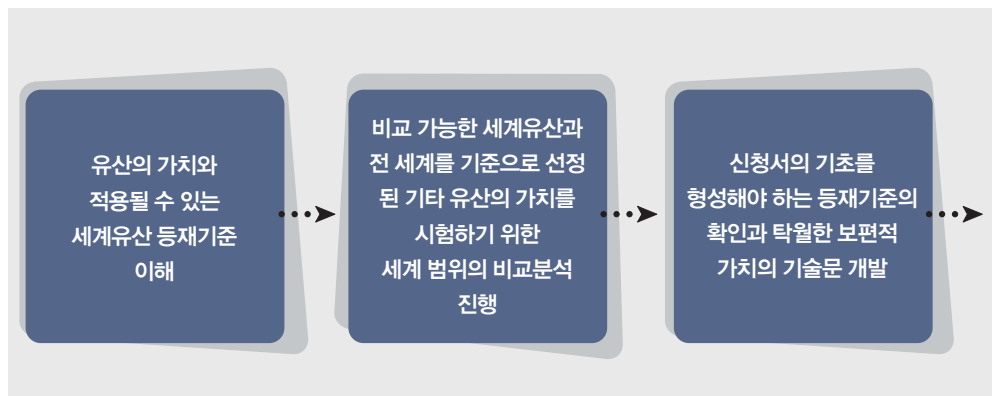 유산의 가치와
적용될 수 있는
세계유산 등재기준
이해
비교 가능한 세계유산과
전 세계를 기준으로 선정
된 기타 유산의 가치를
시험하기 위한
세계 범위의 비교분석
진행
신청서의 기초를
형성해야 하는 등재기준의
확인과 탁월한 보편적
가치의 기술문 개발